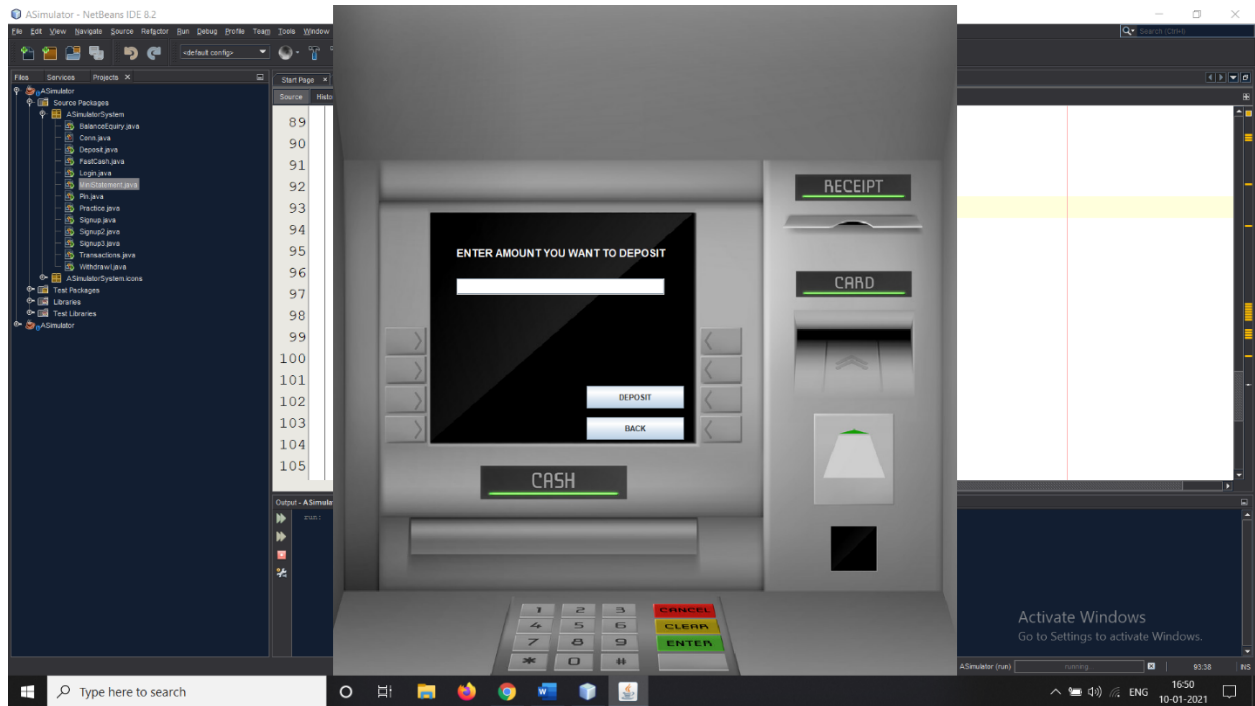 ASimulator - NetBeans IDE 8.2
File Edit View Navigate Source Refactor Run Debug Profile Team Tools Window
Search (Ctrl+I)
<default config>
Files Services Projects
Start Page
Source
ASimulator
Source Packages
ASimulatorSystem
BalanceEquiry.java
Conn.java
Deposit.java
FastCash.java
Login.java
MiniStatement.java
Pin.java
Practice.java
Signup.java
Signup2.java
Signup3.java
Transactions.java
Withdrawl.java
ASimulatorSystem.icons
Test Packages
Libraries
Test Libraries
ASimulator
89
90
91
92
93
94
95
96
97
98
99
100
101
102
103
104
105
RECEIPT
ENTER AMOUNT YOU WANT TO DEPOSIT
CARD
DEPOSIT
BACK
CASH
Output - ASimula
run:
1 2 3 CANCEL
4 5 6 CLEAR
7 8 9 ENTER
* 0 #
Activate Windows
Go to Settings to activate Windows.
ASimulator (run) running... 93:38 INS
Type here to search
ENG
16:50
10-01-2021